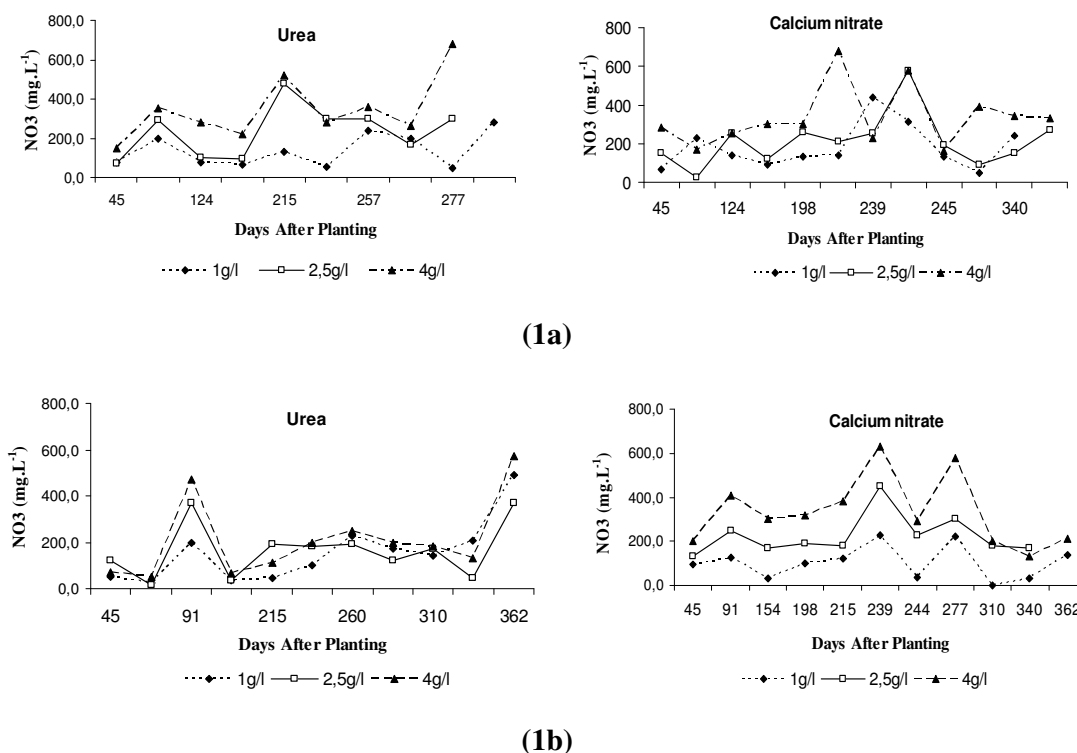 Urea
NO3 (mg.L-1)
800,0
600,0
400,0
200,0
0,0
45 124 215 257 277
Days After Planting
1g/l 2,5g/l 4g/l
Calcium nitrate
NO3 (mg.L-1)
800
600
400
200
0
45 124 198 239 245 340
Days After Planting
1g/l 2,5g/l 4g/l
(1a)
Urea
NO3 (mg.L-1)
800,0
600,0
400,0
200,0
0,0
45 91 215 260 310 362
Days After Planting
1g/l 2,5g/l 4g/l
Calcium nitrate
NO3 (mg.L-1)
800,0
600,0
400,0
200,0
0,0
45 91 154 198 215 239 244 277 310 340 362
Days After Planting
1g/l 2,5g/l 4g/l
(1b)